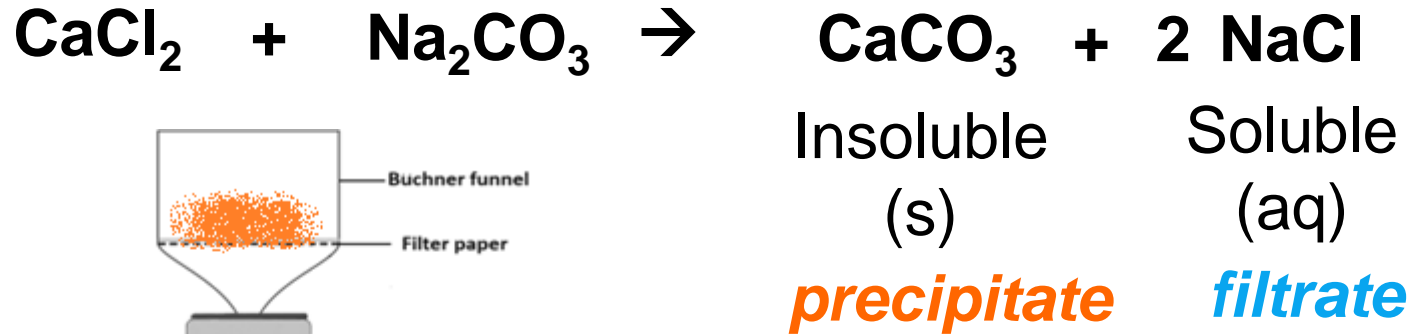 CaCl₂ + Na₂CO₃ → CaCO₃ + 2 NaCl
Insoluble Soluble
(s) (aq)
precipitate filtrate
Buchner funnel
Filter paper